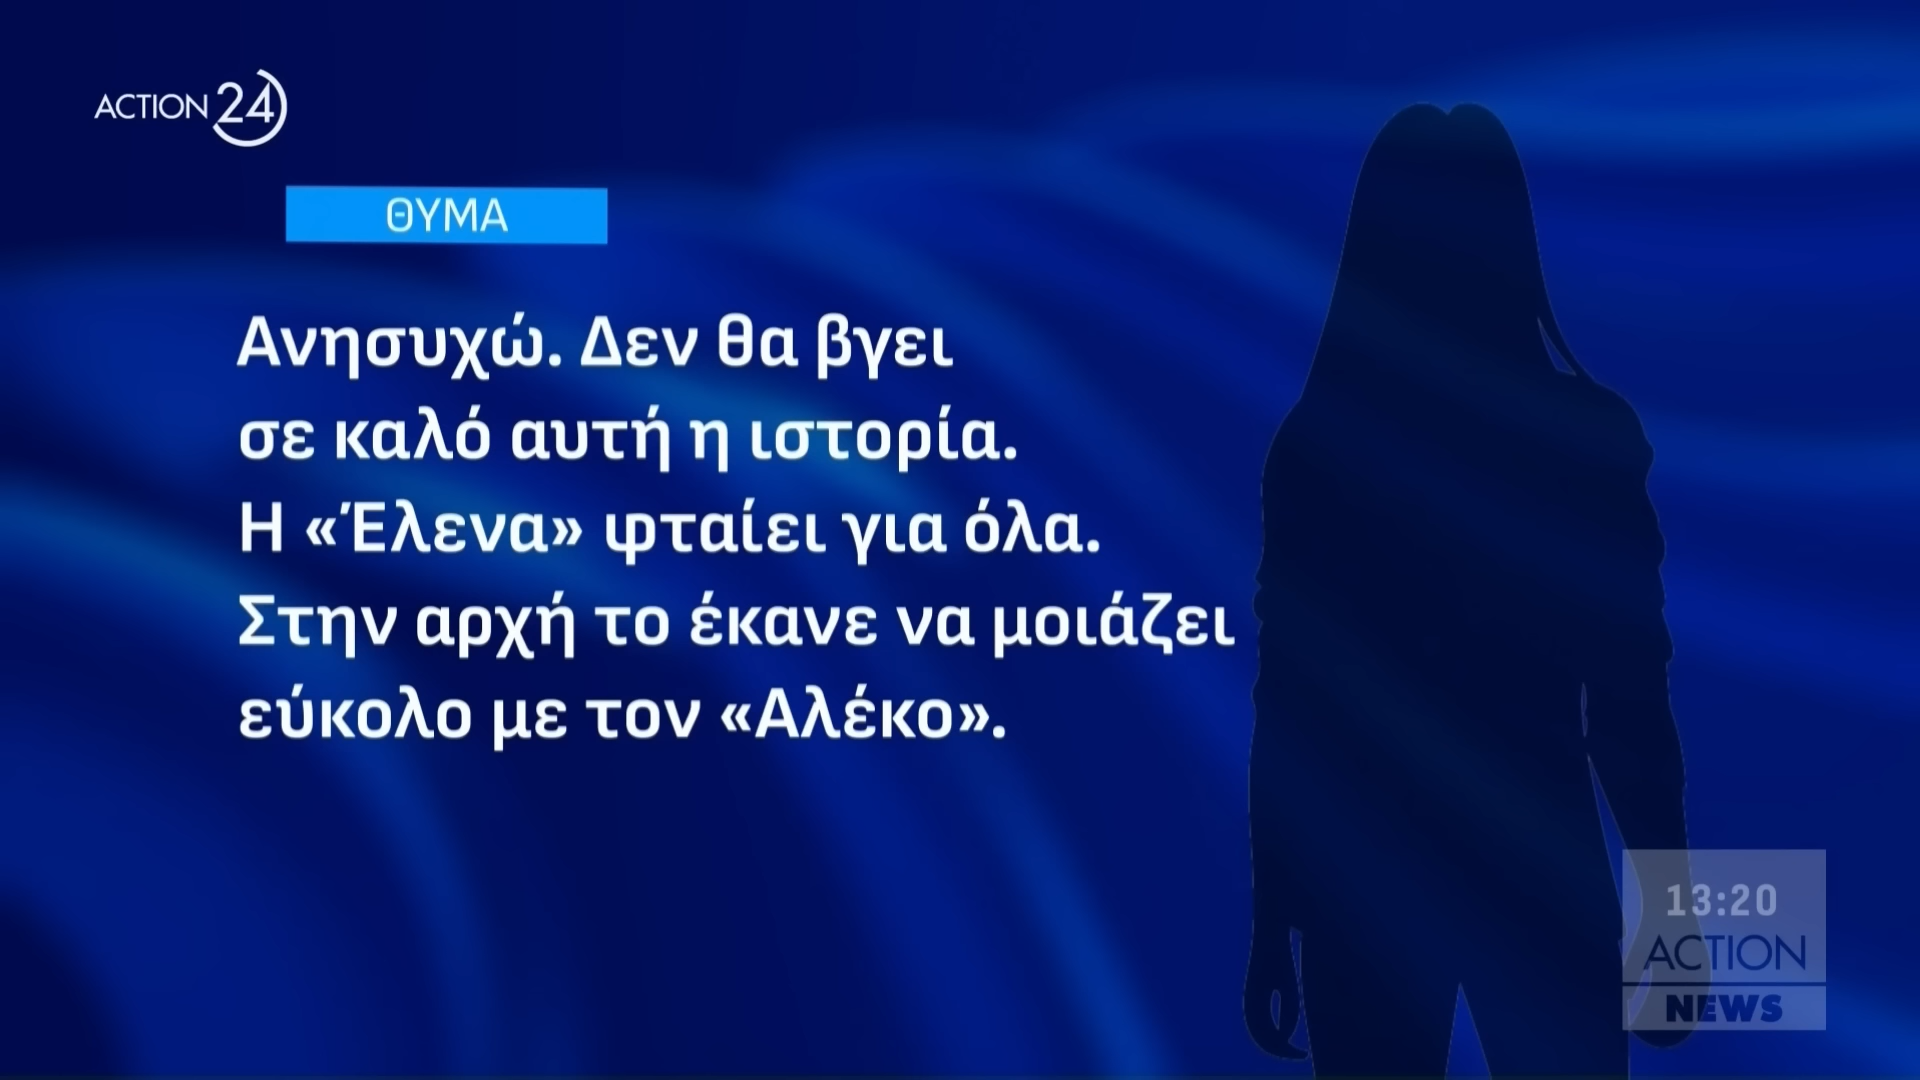 ACTION 24
ΘΥΜΑ
Ανησυχώ. Δεν θα βγει
σε καλό αυτή η ιστορία.
Η «Έλενα» φταίει για όλα.
Στην αρχή το έκανε να μοιάζει
εύκολο με τον «Αλέκο».
13:20
ACTION
NEWS